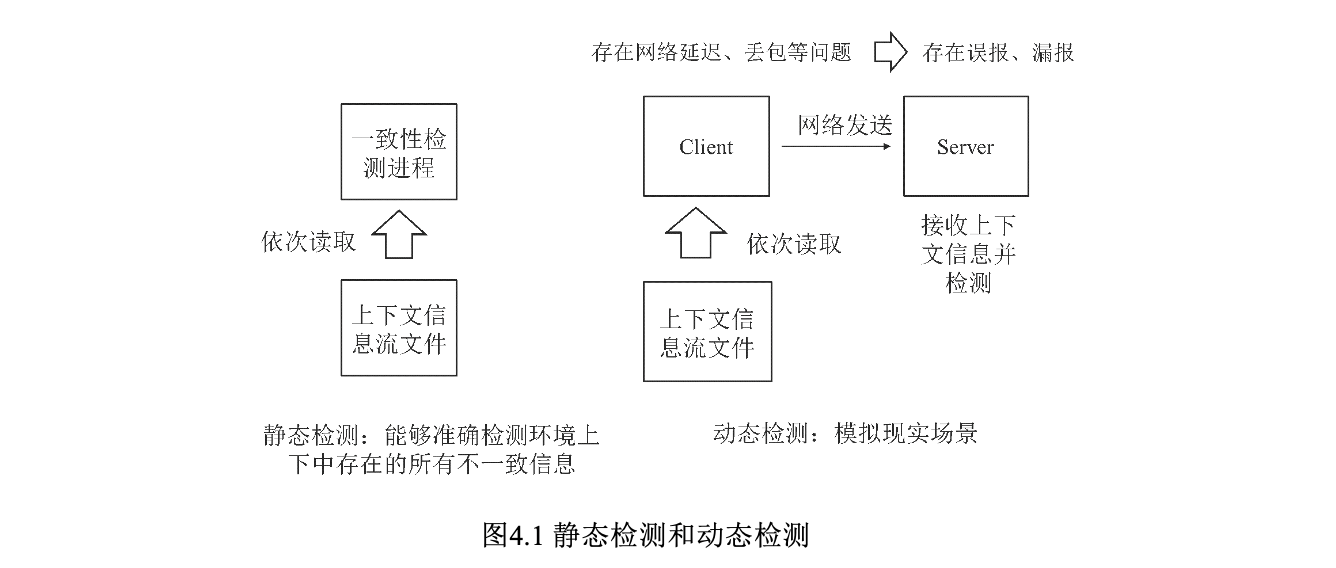 存在网络延迟、丢包等问题
存在误报、漏报
一致性检
测进程
依次读取
上下文信
息流文件
静态检测：能够准确检测环境上
下中存在的所有不一致信息
Client
网络发送
Server
依次读取
接收上下
文信息并
检测
上下文信
息流文件
动态检测：模拟现实场景
图4.1 静态检测和动态检测